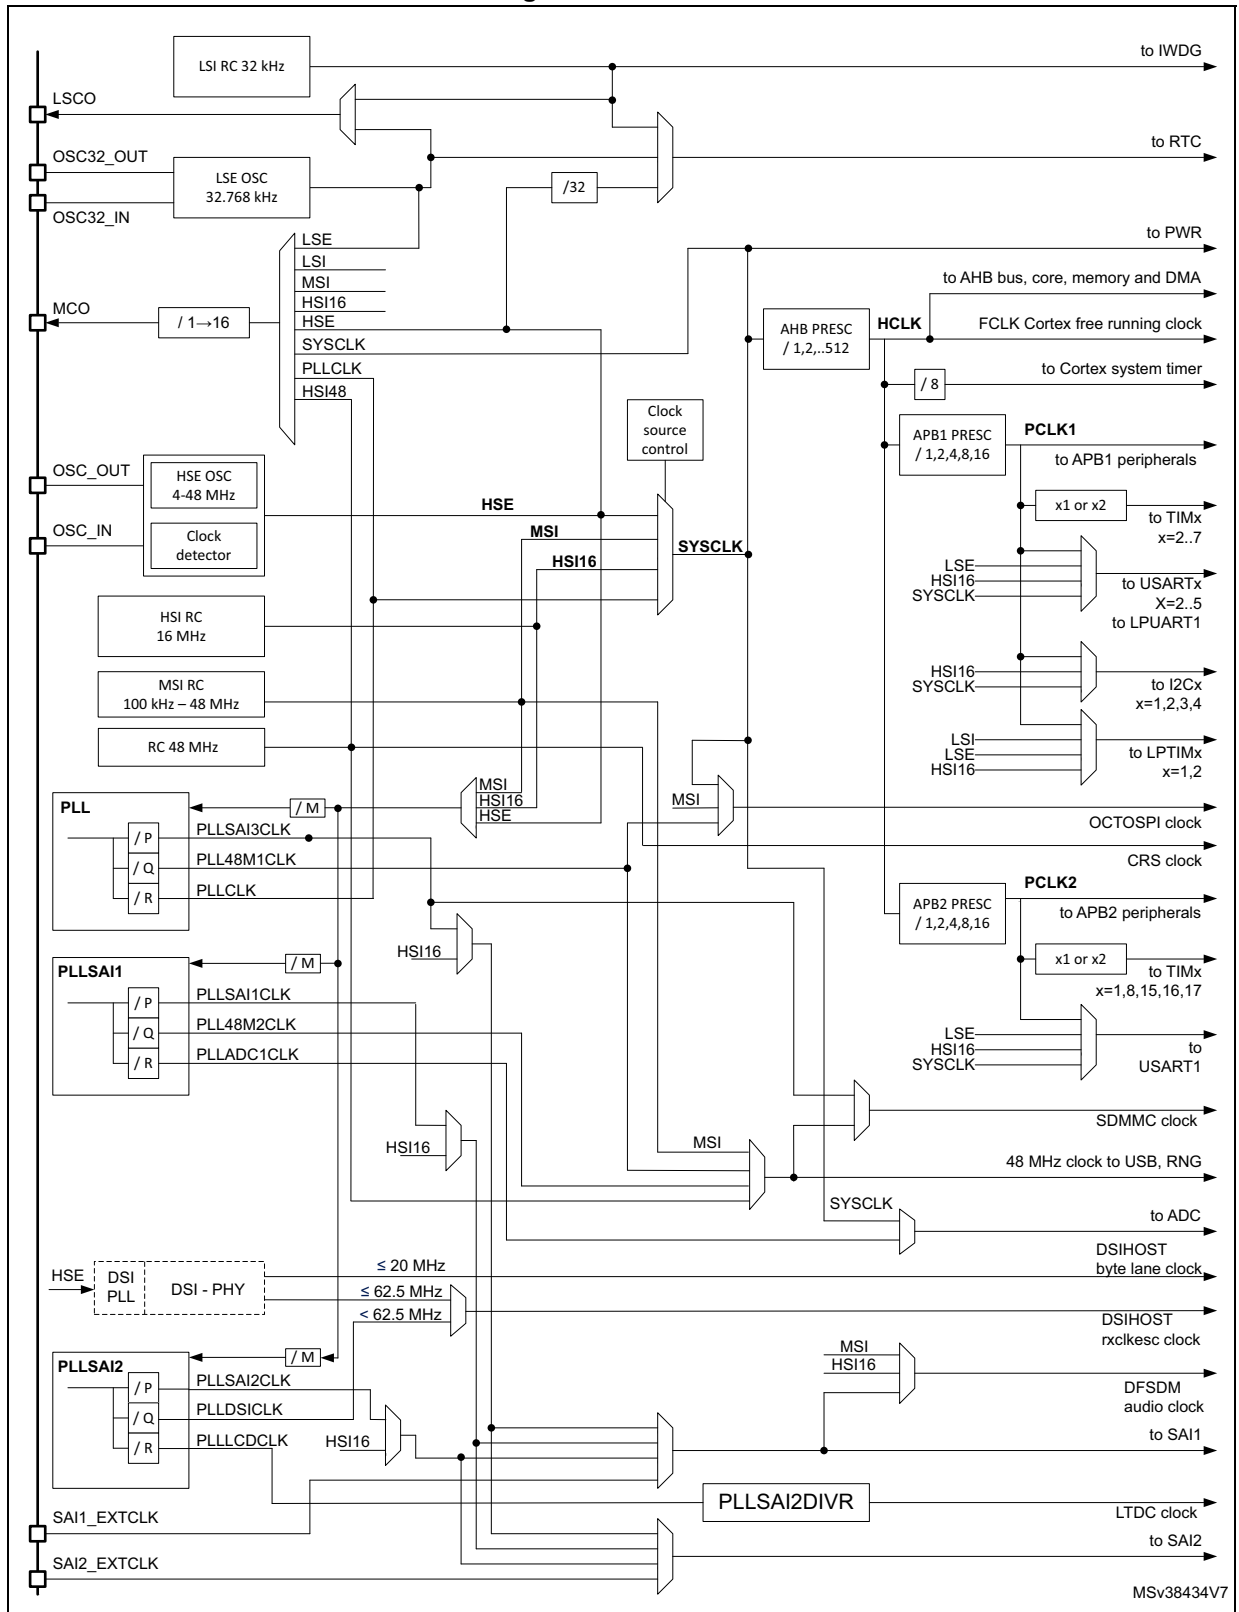 to IWDG
LSI RC 32 kHz
LSCO
to RTC
OSC32_OUT
LSE OSC
32.768 kHz
/32
OSC32_IN
to PWR
LSE
LSI
MSI
HSI16
HSE
SYSCLK
PLLCLK
HSI48
MCO
/ 1→16
to AHB bus, core, memory and DMA
AHB PRESC
/ 1,2,..512
HCLK
FCLK Cortex free running clock
to Cortex system timer
/ 8
Clock
source
control
APB1 PRESC
/ 1,2,4,8,16
PCLK1
to APB1 peripherals
OSC_OUT
HSE OSC
4-48 MHz
OSC_IN
Clock
detector
HSE
MSI
HSI16
SYSCLK
x1 or x2
to TIMx
x=2..7
LSE
HSI16
SYSCLK
to USARTx
X=2..5
to LPUART1
HSI RC
16 MHz
MSI RC
100 kHz – 48 MHz
RC 48 MHz
HSI16
SYSCLK
to I2Cx
x=1,2,3,4
LSI
LSE
HSI16
to LPTIMx
x=1,2
MSI
HSI16
HSE
MSI
OCTOSPI clock
CRS clock
PLL
/ M
/ P
PLLSAI3CLK
/ Q
PLL48M1CLK
/ R
PLLCLK
HSI16
APB2 PRESC
/ 1,2,4,8,16
PCLK2
to APB2 peripherals
x1 or x2
to TIMx
x=1,8,15,16,17
PLLSAI1
/ M
/ P
PLLSAI1CLK
/ Q
PLL48M2CLK
/ R
PLLADC1CLK
LSE
HSI16
SYSCLK
to
USART1
HSI16
SDMMC clock
MSI
48 MHz clock to USB, RNG
SYSCLK
to ADC
HSE
DSI
PLL
DSI - PHY
≤ 20 MHz
≤ 62.5 MHz
< 62.5 MHz
DSIHOST
byte lane clock
DSIHOST
rxclkesc clock
PLLSAI2
/ M
/ P
PLLSAI2CLK
/ Q
PLLDSICLK
/ R
PLLLCDCLK
HSI16
MSI
HSI16
DFSDM
audio clock
to SAI1
PLLSAI2DIVR
LTDC clock
SAI1_EXTCLK
to SAI2
SAI2_EXTCLK
MSv38434V7